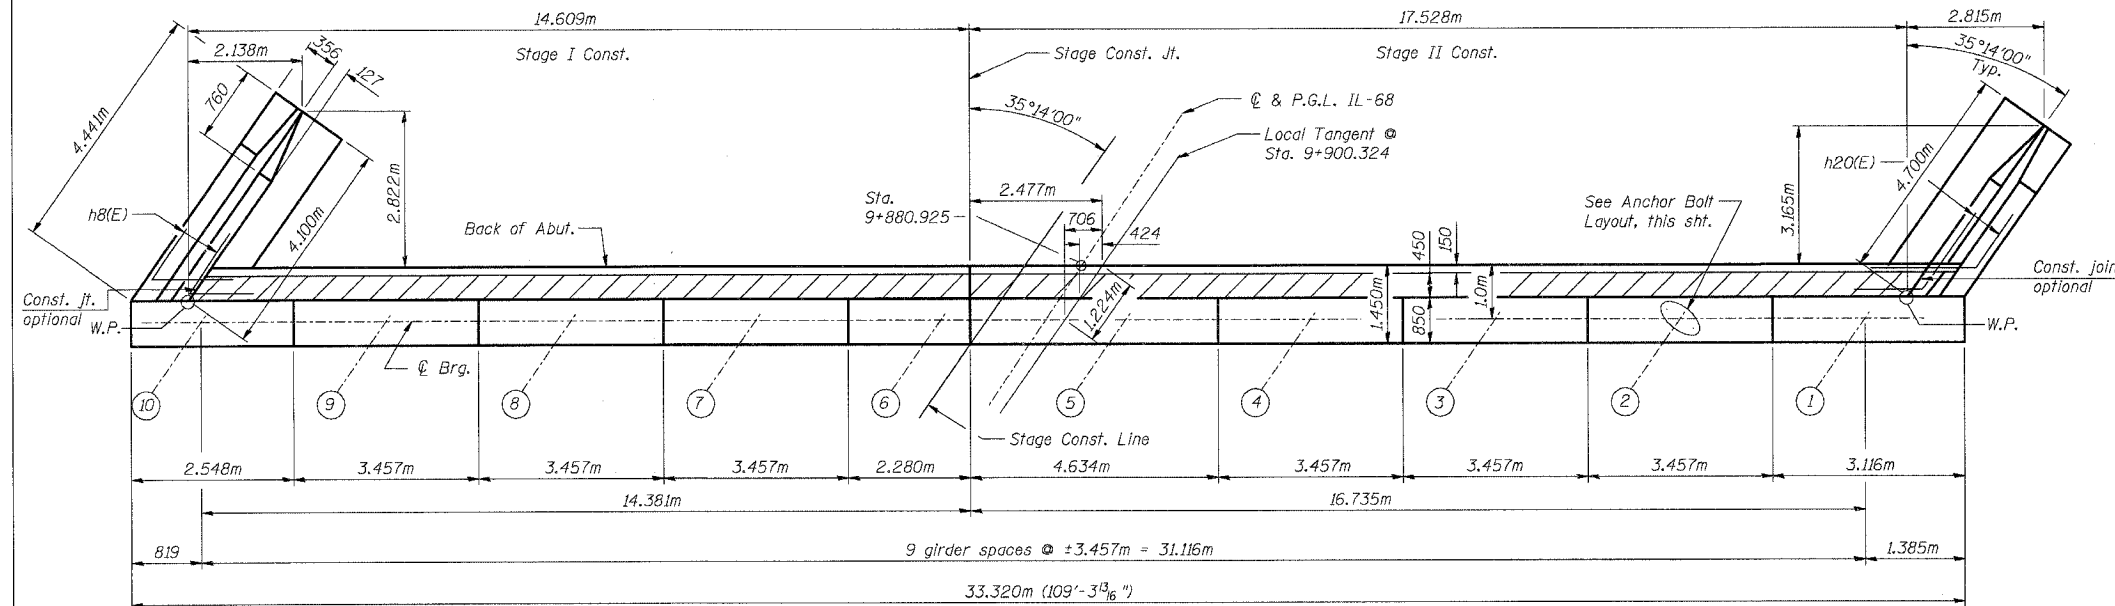 14.609m
17.528m
2.815m
2.138m
356
127
760
4.441m
Stage I Const.
Stage Const. Jt.
Stage II Const.
35°14'00"
Typ.
35°14'00"
℄ & P.G.L. IL-68
Local Tangent @
Sta. 9+900.324
4.700m
h20(E)
3.165m
2.822m
4.100m
h8(E)
Back of Abut.
Sta.
9+880.925
2.477m
706
424
450
150
See Anchor Bolt
Layout, this sht.
Const. jt.
optional
W.P.
℄ Brg.
1.224m
1.450m
1.0m
850
Const. join
optional
W.P.
10
9
8
7
6
5
4
3
2
1
Stage Const. Line
2.548m
3.457m
3.457m
3.457m
2.280m
4.634m
3.457m
3.457m
3.457m
3.116m
14.381m
16.735m
819
9 girder spaces @ ±3.457m = 31.116m
1.385m
33.320m (109'-3 13/16")